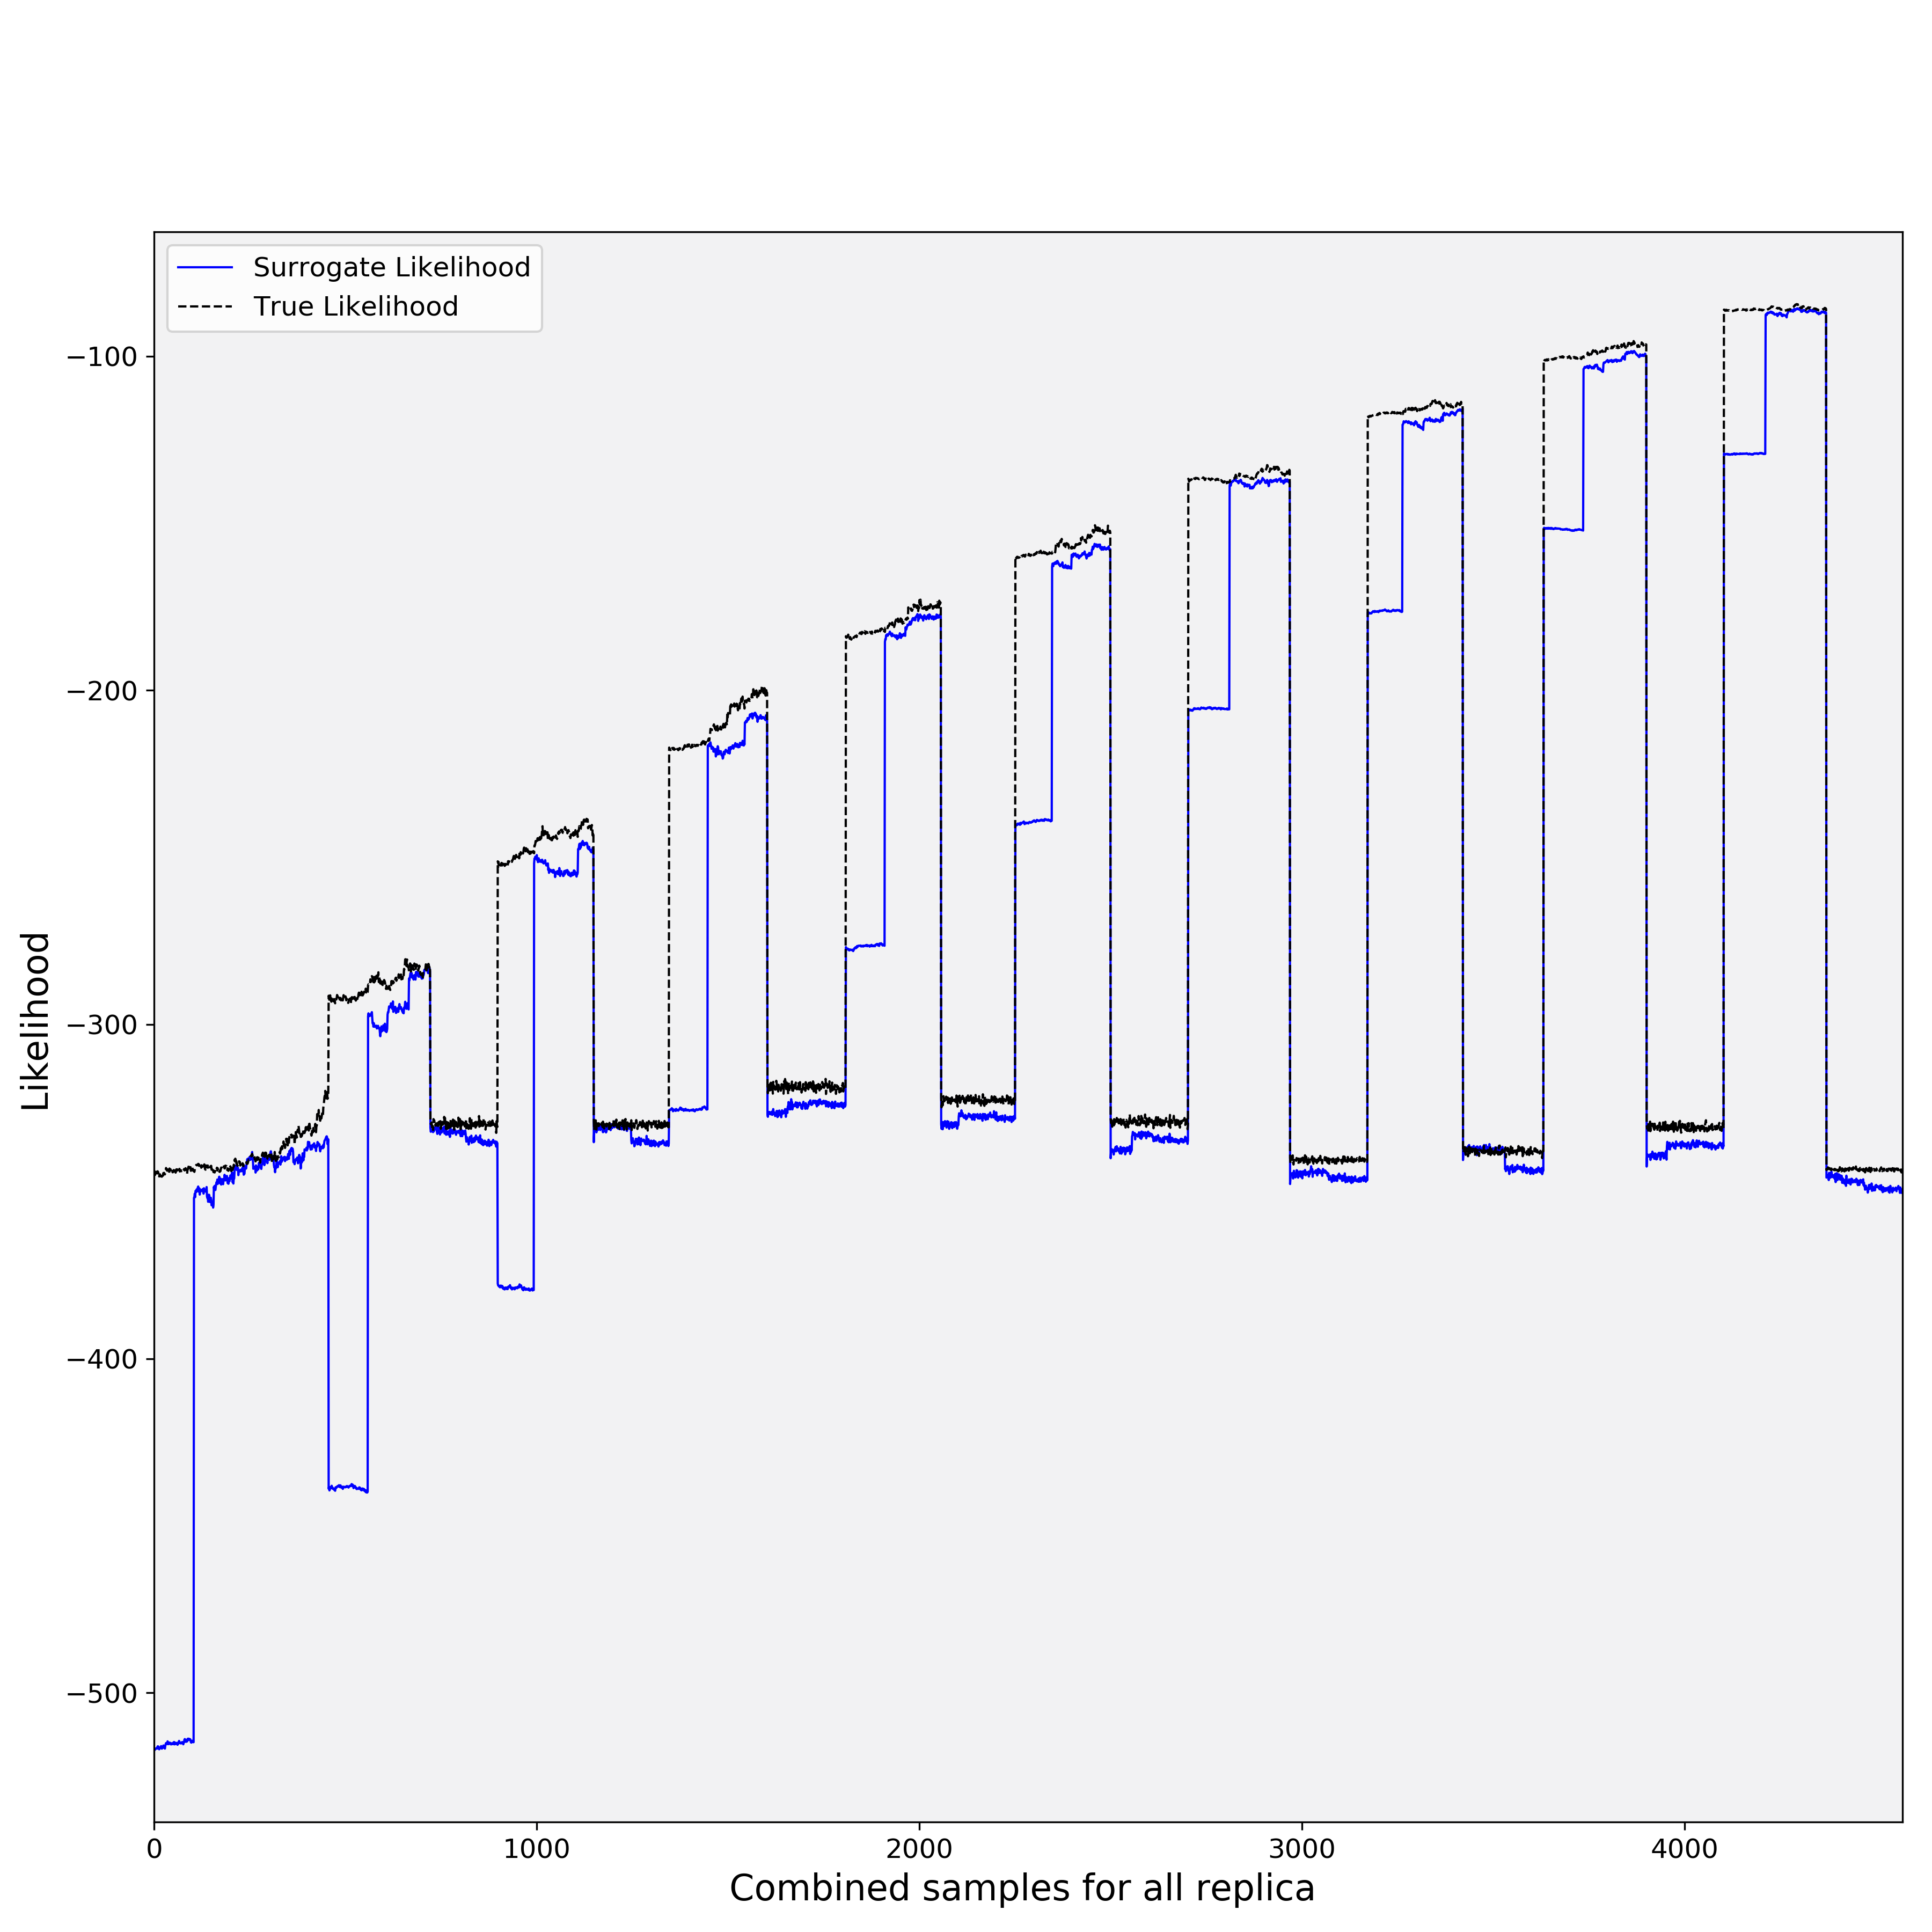 Surrogate Likelihood
True Likelihood
−100
−200
−300
−400
−500
Likelihood
0 1000 2000 3000 4000
Combined samples for all replica